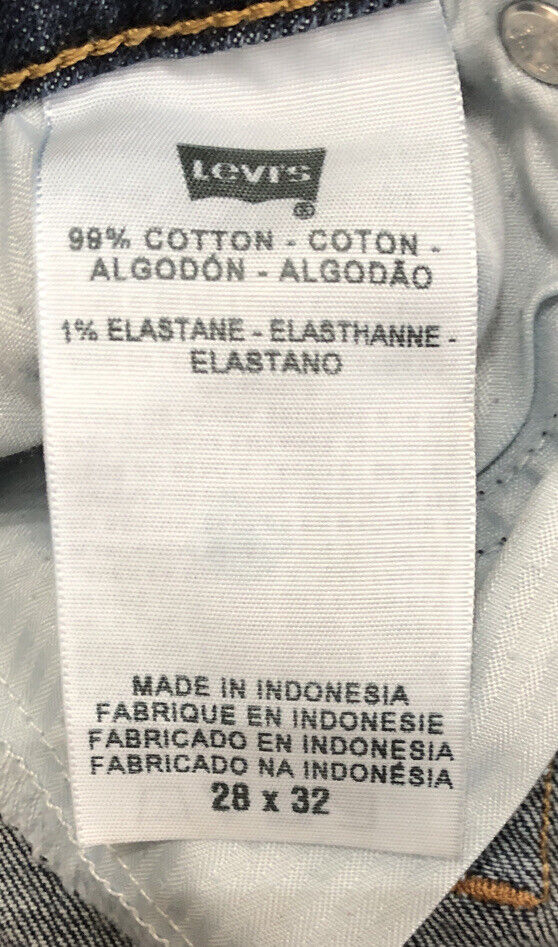 Levi's
®
99% COTTON - COTON -
ALGODÓN - ALGODÃO
1% ELASTANE - ELASTHANNE -
ELASTANO
MADE IN INDONESIA
FABRIQUE EN INDONESIE
FABRICADO EN INDONESIA
FABRICADO NA INDONÉSIA
28 x 32